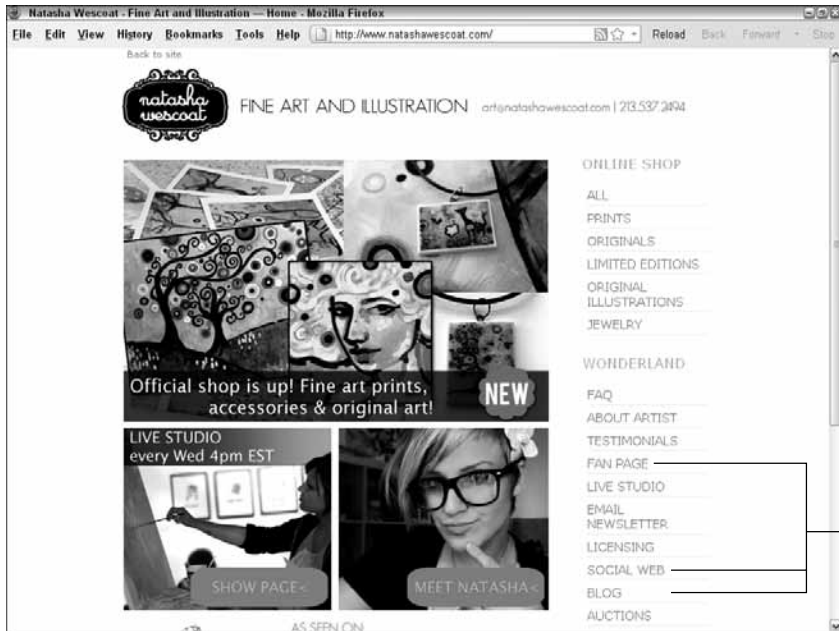 Natasha Wescoat - Fine Art and Illustration — Home - Mozilla Firefox
File Edit View History Bookmarks Tools Help http://www.natashawescoat.com/ Reload Back Forward Stop
Back to site
natasha
wescoat
FINE ART AND ILLUSTRATION art@natashawescoat.com | 213.537.2494
ONLINE SHOP
ALL
PRINTS
ORIGINALS
LIMITED EDITIONS
ORIGINAL
ILLUSTRATIONS
JEWELRY
Official shop is up! Fine art prints,
accessories & original art!
NEW
WONDERLAND
FAQ
ABOUT ARTIST
TESTIMONIALS
FAN PAGE
LIVE STUDIO
EMAIL
NEWSLETTER
LICENSING
SOCIAL WEB
BLOG
AUCTIONS
LIVE STUDIO
every Wed 4pm EST
SHOW PAGE<
MEET NATASHA<
AS SEEN ON